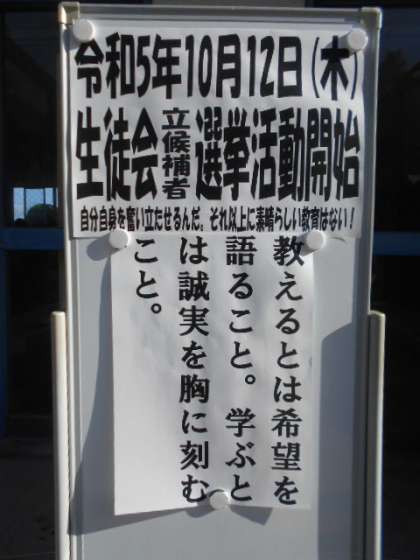 令和5年10月12日(木)
生徒会立候補者選挙活動開始
自分自身を奮い立たせるんだ。それ以上に素晴らしい教育はない!
教えるとは希望を
語ること。学ぶと
は誠実を胸に刻む
こと。